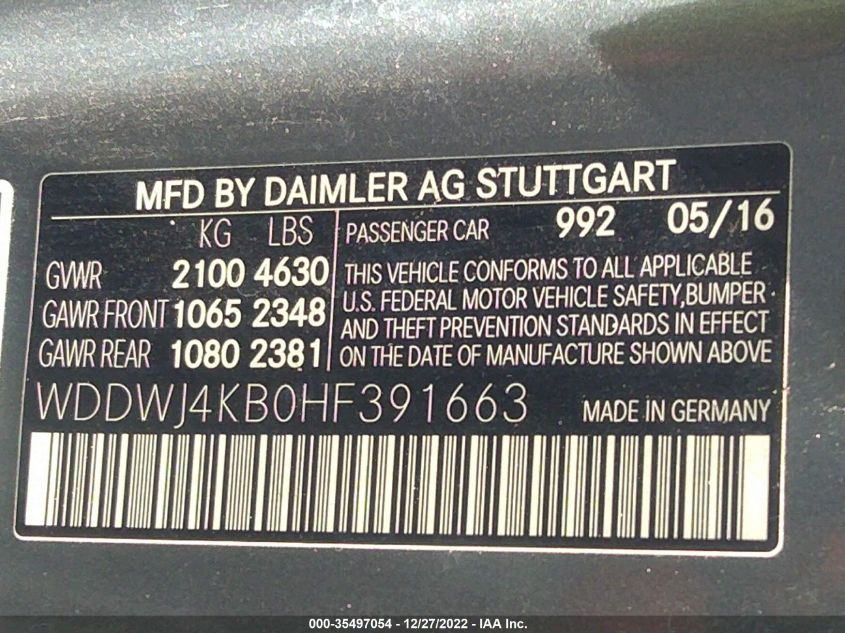 MFD BY DAIMLER AG STUTTGART
KG LBS
GVWR 2100 4630
GAWR FRONT 1065 2348
GAWR REAR 1080 2381
PASSENGER CAR 992 05/16
THIS VEHICLE CONFORMS TO ALL APPLICABLE
U.S. FEDERAL MOTOR VEHICLE SAFETY, BUMPER
AND THEFT PREVENTION STANDARDS IN EFFECT
ON THE DATE OF MANUFACTURE SHOWN ABOVE
WDDWJ4KB0HF391663 MADE IN GERMANY
000-35497054 - 12/27/2022 - IAA Inc.